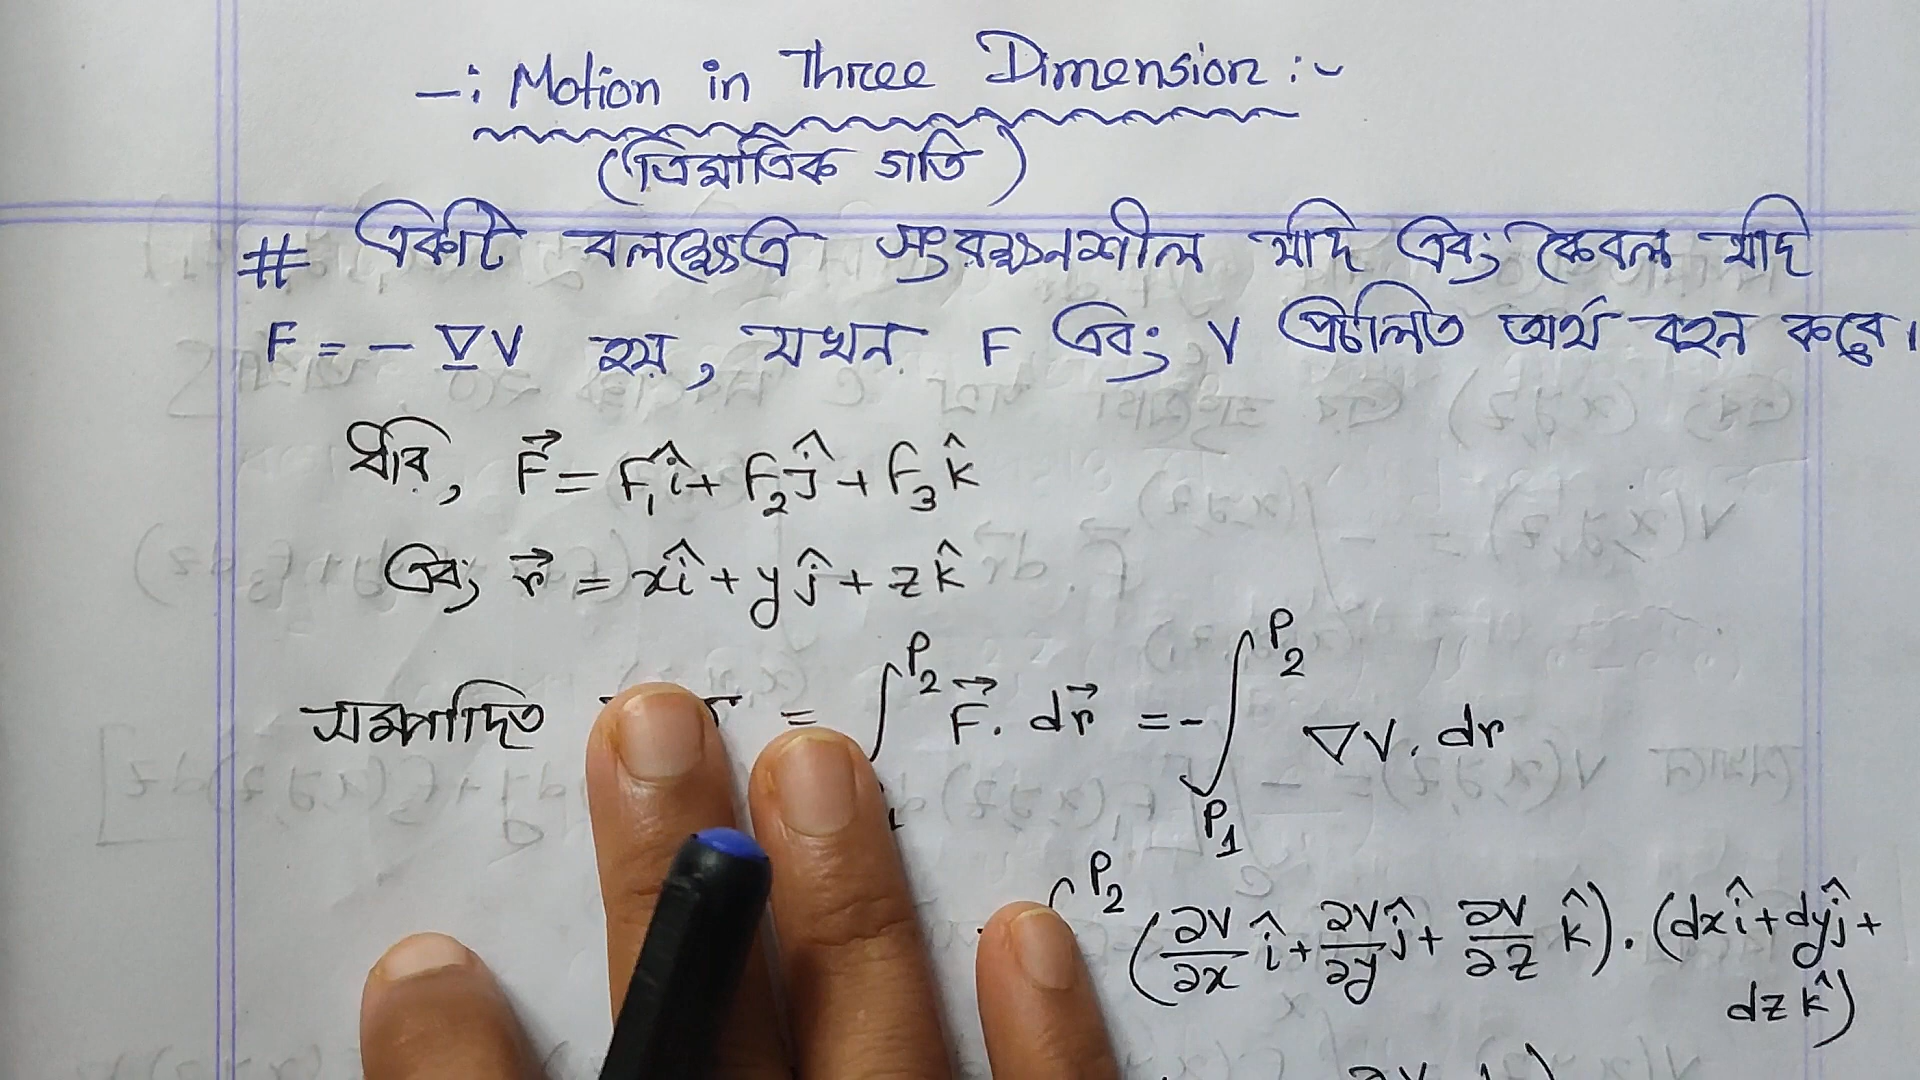 -: Motion in Three Dimension :-
(ত্রিমাত্রিক গতি)
# একটি বলক্ষেত্র সংরক্ষনশীল যদি এবং কেবল যদি
F = - ∇V হয়, যখন F এবং V প্রচলিত অর্থ বহন করে।
ধরি, F⃗ = F₁î + F₂ĵ + F₃k̂
এবং r⃗ = xî + yĵ + zk̂
সম্পাদিত = ∫ P₂ F⃗. dr⃗ = - ∫ P₁ P₂ ∇V. dr
P₂ (∂V/∂x î + ∂V/∂y ĵ + ∂V/∂z k̂). (dxî + dyĵ +
dzk̂)